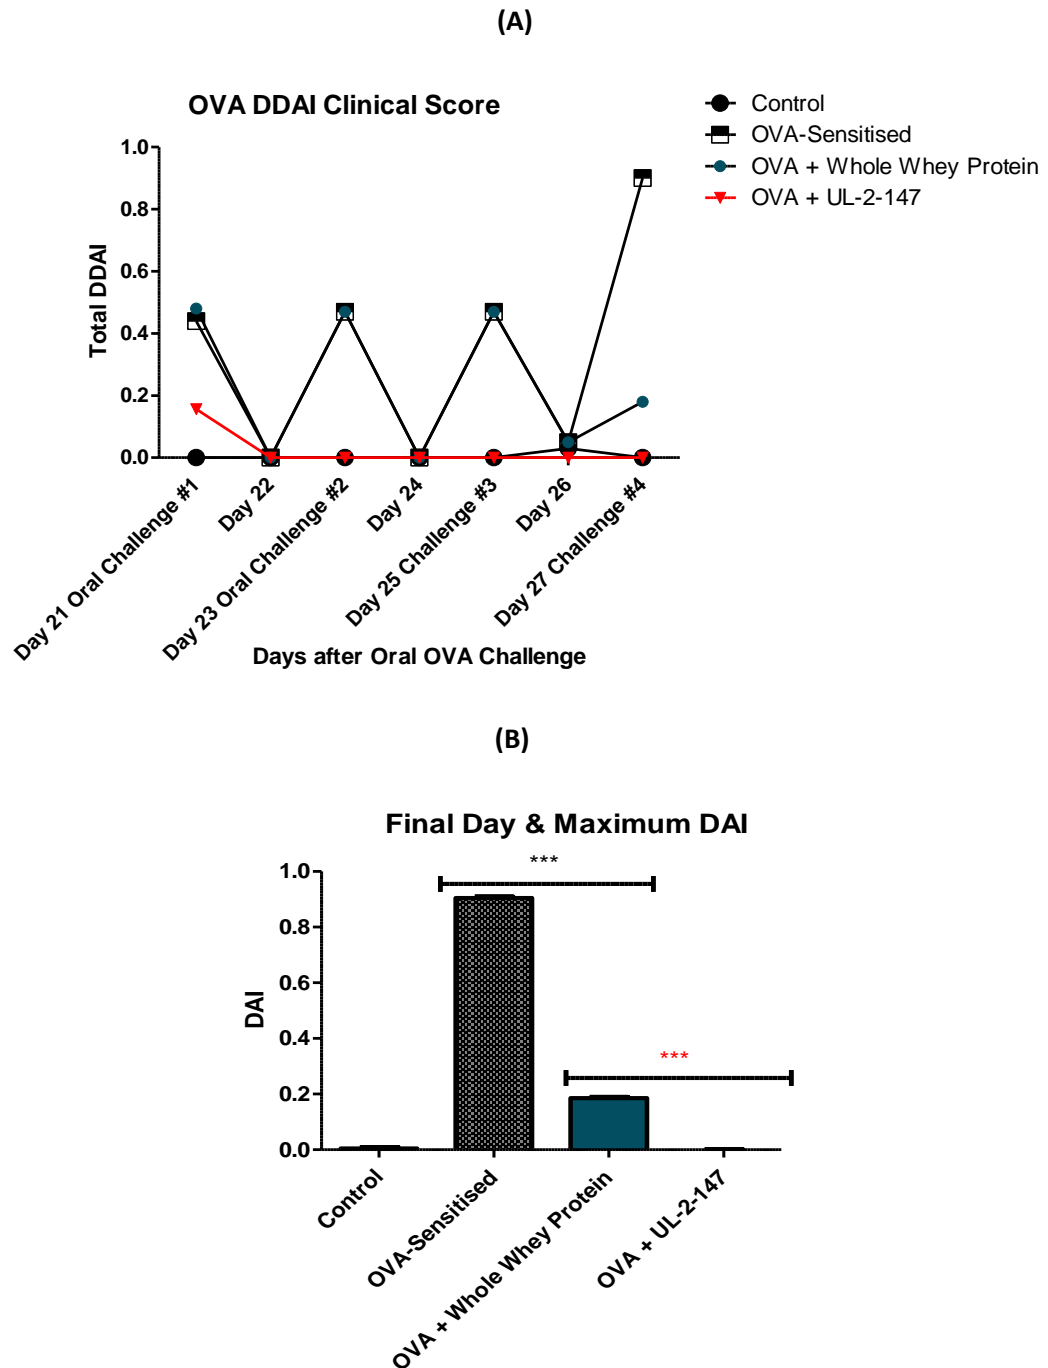 (A)
OVA DDAI Clinical Score
Control
OVA-Sensitised
OVA + Whole Whey Protein
OVA + UL-2-147
Total DDAI
1.0
0.8
0.6
0.4
0.2
0.0
Day 21 Oral Challenge #1
Day 22
Day 23 Oral Challenge #2
Day 24
Day 25 Challenge #3
Day 26
Day 27 Challenge #4
Days after Oral OVA Challenge
(B)
Final Day & Maximum DAI
***
***
DAI
1.0
0.8
0.6
0.4
0.2
0.0
Control
OVA-Sensitised
OVA + Whole Whey Protein
OVA + UL-2-147